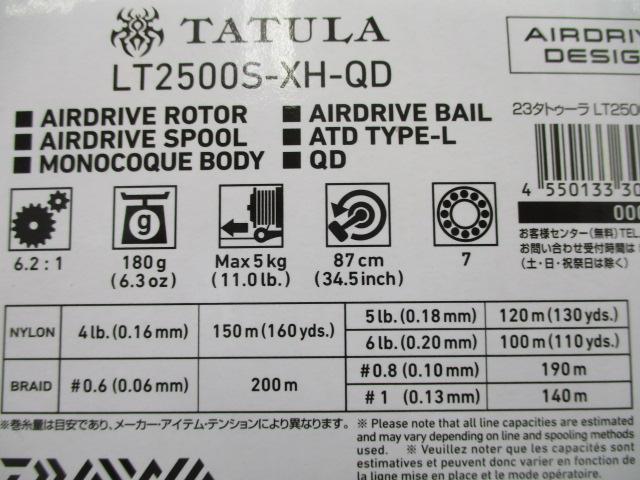 TATULA
LT2500S-XH-QD
AIRDRIVE
DESIG
■ AIRDRIVE ROTOR ■ AIRDRIVE BAIL
■ AIRDRIVE SPOOL ■ ATD TYPE-L
■ MONOCOQUE BODY ■ QD
23タトゥーラ LT250
4 550133 30
お客様センター(無料)TEL.
お問い合わせ受付時間は
(土・日・祝祭日は除く)
g
6.2 : 1
180g
(6.3 oz)
Max 5 kg
(11.0 lb.)
87 cm
(34.5 inch)
7
NYLON 4 lb. (0.16 mm) 150 m (160 yds.) 5 lb. (0.18 mm) 120 m (130 yds.)
6 lb. (0.20 mm) 100 m (110 yds.)
BRAID #0.6 (0.06 mm) 200 m #0.8 (0.10 mm) 190 m
#1 (0.13 mm) 140 m
※巻糸量は目安であり、メーカー・アイテム・テンションにより異なります。
※ Please note that all line capacities are estimated
and may vary depending on line and spooling methods
used. ※ Veuillez noter que les capacités sont
estimatives et peuvent donc varier en fonction de
la ligne mise en place et le mode opératoire.
DAIWA